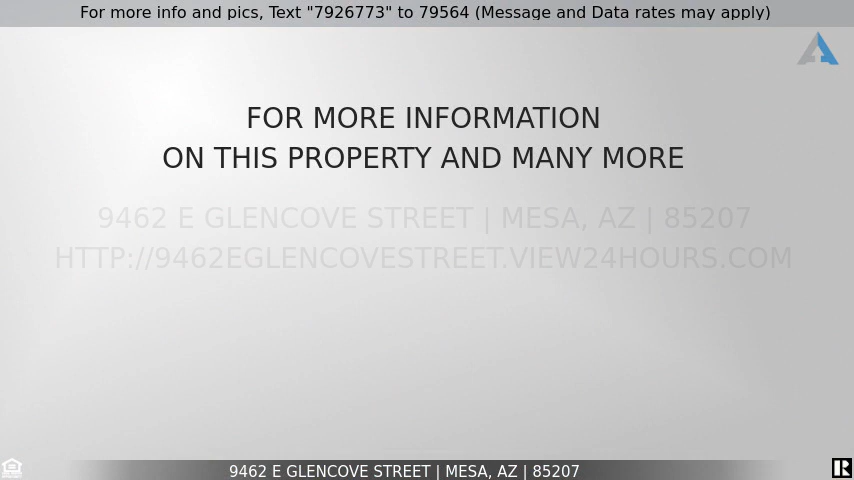 For more info and pics, Text "7926773" to 79564 (Message and Data rates may apply)
FOR MORE INFORMATION
ON THIS PROPERTY AND MANY MORE
9462 E GLENCOVE STREET | MESA, AZ | 85207
HTTP://9462EGLENCOVESTREET.VIEW24HOURS.COM
9462 E GLENCOVE STREET | MESA, AZ | 85207